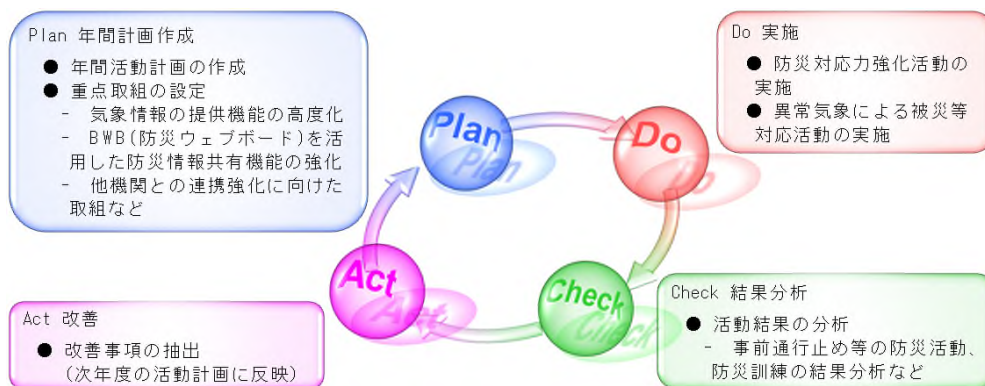 Plan 年間計画作成
● 年間活動計画の作成
● 重点取組の設定
- 気象情報の提供機能の高度化
- BWB(防災ウェブボード)を活
用した防災情報共有機能の強化
- 他機関との連携強化に向けた
取組など
Do 実施
● 防災対応力強化活動の
実施
● 異常気象による被災等
対応活動の実施
Plan
Do
Check
Act
Act 改善
● 改善事項の抽出
(次年度の活動計画に反映)
Check 結果分析
● 活動結果の分析
- 事前通行止め等の防災活動、
防災訓練の結果分析など